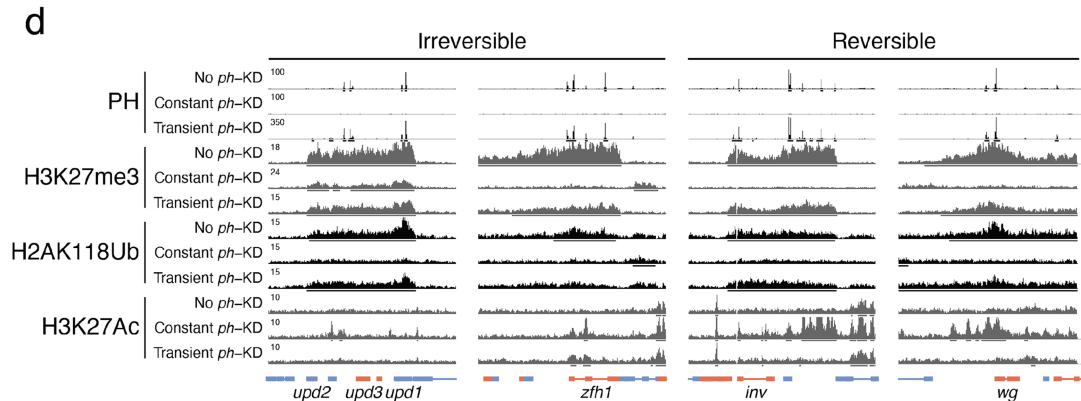 d
Irreversible Reversible
PH
No ph–KD 100
Constant ph–KD 100
Transient ph–KD 350
H3K27me3
No ph–KD 18
Constant ph–KD 24
Transient ph–KD 15
H2AK118Ub
No ph–KD 15
Constant ph–KD 15
Transient ph–KD 15
H3K27Ac
No ph–KD 10
Constant ph–KD 10
Transient ph–KD 10
upd2 upd3 upd1 zfh1 inv wg